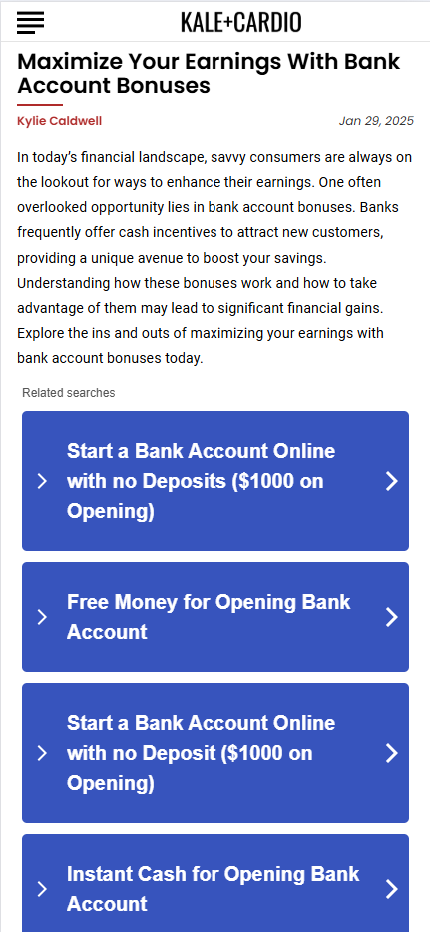 KALE+CARDIO
Maximize Your Earnings With Bank
Account Bonuses
Kylie Caldwell
Jan 29, 2025
In today's financial landscape, savvy consumers are always on
the lookout for ways to enhance their earnings. One often
overlooked opportunity lies in bank account bonuses. Banks
frequently offer cash incentives to attract new customers,
providing a unique avenue to boost your savings.
Understanding how these bonuses work and how to take
advantage of them may lead to significant financial gains.
Explore the ins and outs of maximizing your earnings with
bank account bonuses today.
Related searches
Start a Bank Account Online
with no Deposits ($1000 on
Opening)
Free Money for Opening Bank
Account
Start a Bank Account Online
with no Deposit ($1000 on
Opening)
Instant Cash for Opening Bank
Account